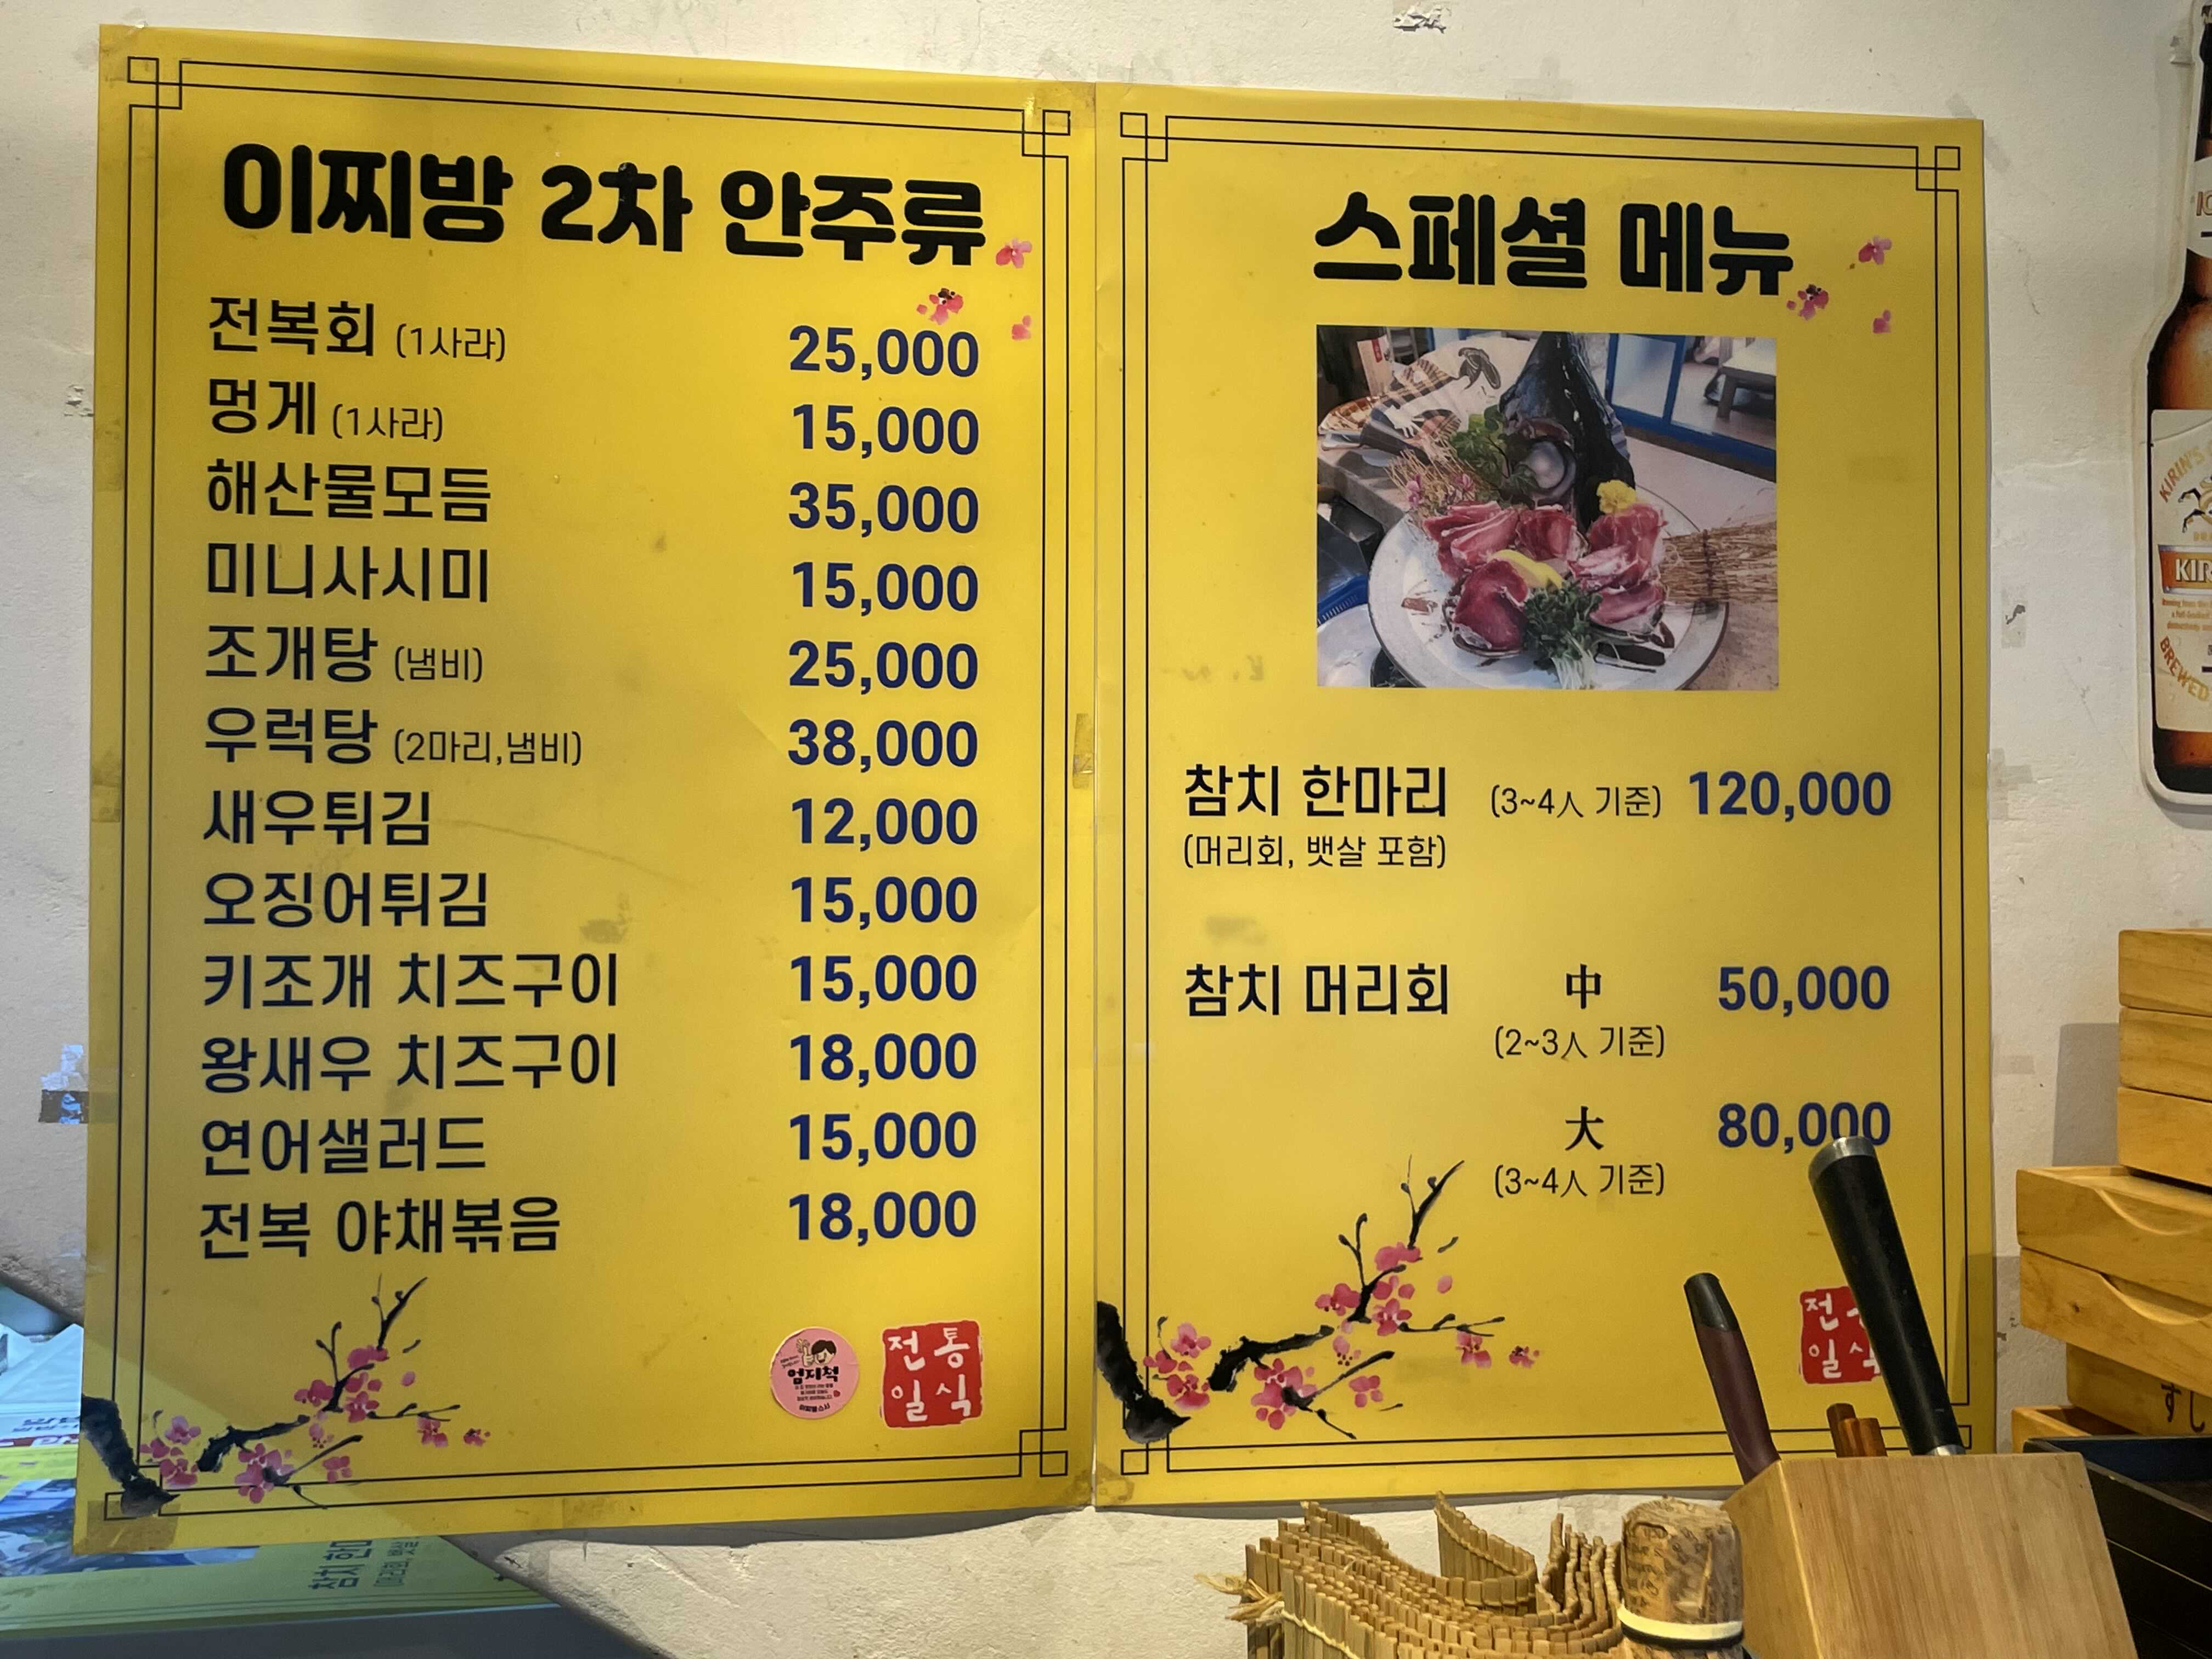 이찌방 2차 안주류
전복회 (1사라) 25,000
멍게 (1사라) 15,000
해산물모듬 35,000
미니사시미 15,000
조개탕 (냄비) 25,000
우럭탕 (2마리,냄비) 38,000
새우튀김 12,000
오징어튀김 15,000
키조개 치즈구이 15,000
왕새우 치즈구이 18,000
연어샐러드 15,000
전복 야채볶음 18,000
엄지척
전통
일식
스페셜 메뉴
참치 한마리 (3~4人 기준) 120,000
(머리회, 뱃살 포함)
참치 머리회 中 50,000
(2~3人 기준)
大 80,000
(3~4人 기준)
일식
KIRIN'S
BREWED
すし
참치